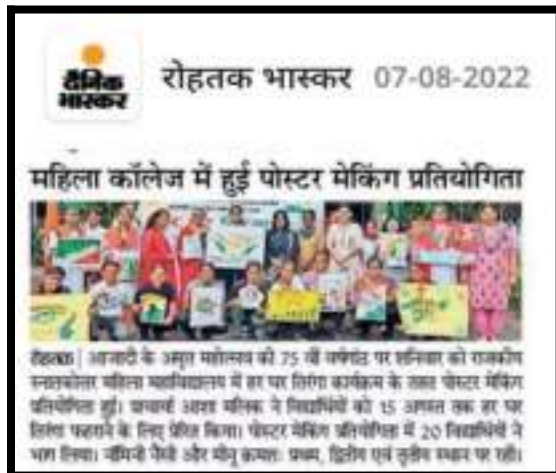 दैनिक
भास्कर
रोहतक भास्कर 07-08-2022
महिला कॉलेज में हुई पोस्टर मेकिंग प्रतियोगिता
रोहतक | आजादी के अमृत महोत्सव की 75 वीं वर्षगांठ पर शनिवार को राजकीय
स्नातकोत्तर महिला महाविद्यालय में हर घर तिरंगा कार्यक्रम के तहत पोस्टर मेकिंग
प्रतियोगिता हुई। प्राचार्या आशा मलिक ने विद्यार्थियों को 15 अगस्त तक हर घर
तिरंगा फहराने के लिए प्रेरित किया। पोस्टर मेकिंग प्रतियोगिता में 20 विद्यार्थियों ने
भाग लिया। और मीनू क्रमशः प्रथम, द्वितीय एवं तृतीय स्थान पर रही।